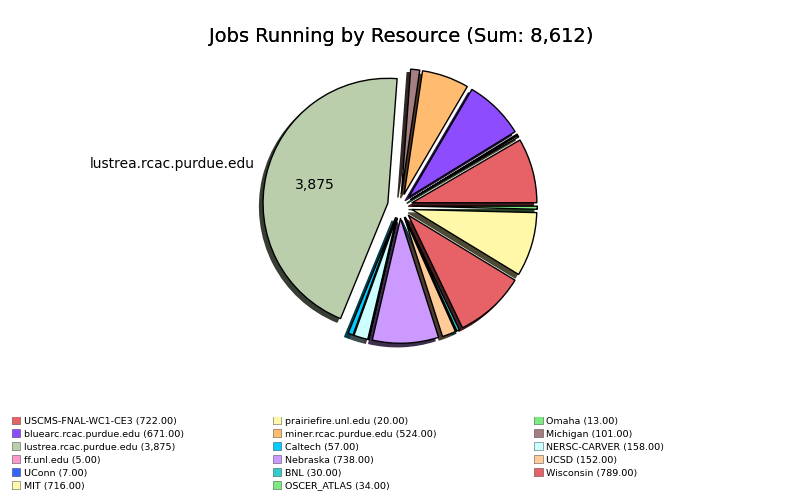 Jobs Running by Resource (Sum: 8,612)
lustrea.rcac.purdue.edu
3,875
USCMS-FNAL-WC1-CE3 (722.00)
prairiefire.unl.edu (20.00)
Omaha (13.00)
bluearc.rcac.purdue.edu (671.00)
miner.rcac.purdue.edu (524.00)
Michigan (101.00)
lustrea.rcac.purdue.edu (3,875)
Caltech (57.00)
NERSC-CARVER (158.00)
ff.unl.edu (5.00)
Nebraska (738.00)
UCSD (152.00)
UConn (7.00)
BNL (30.00)
Wisconsin (789.00)
MIT (716.00)
OSCER_ATLAS (34.00)